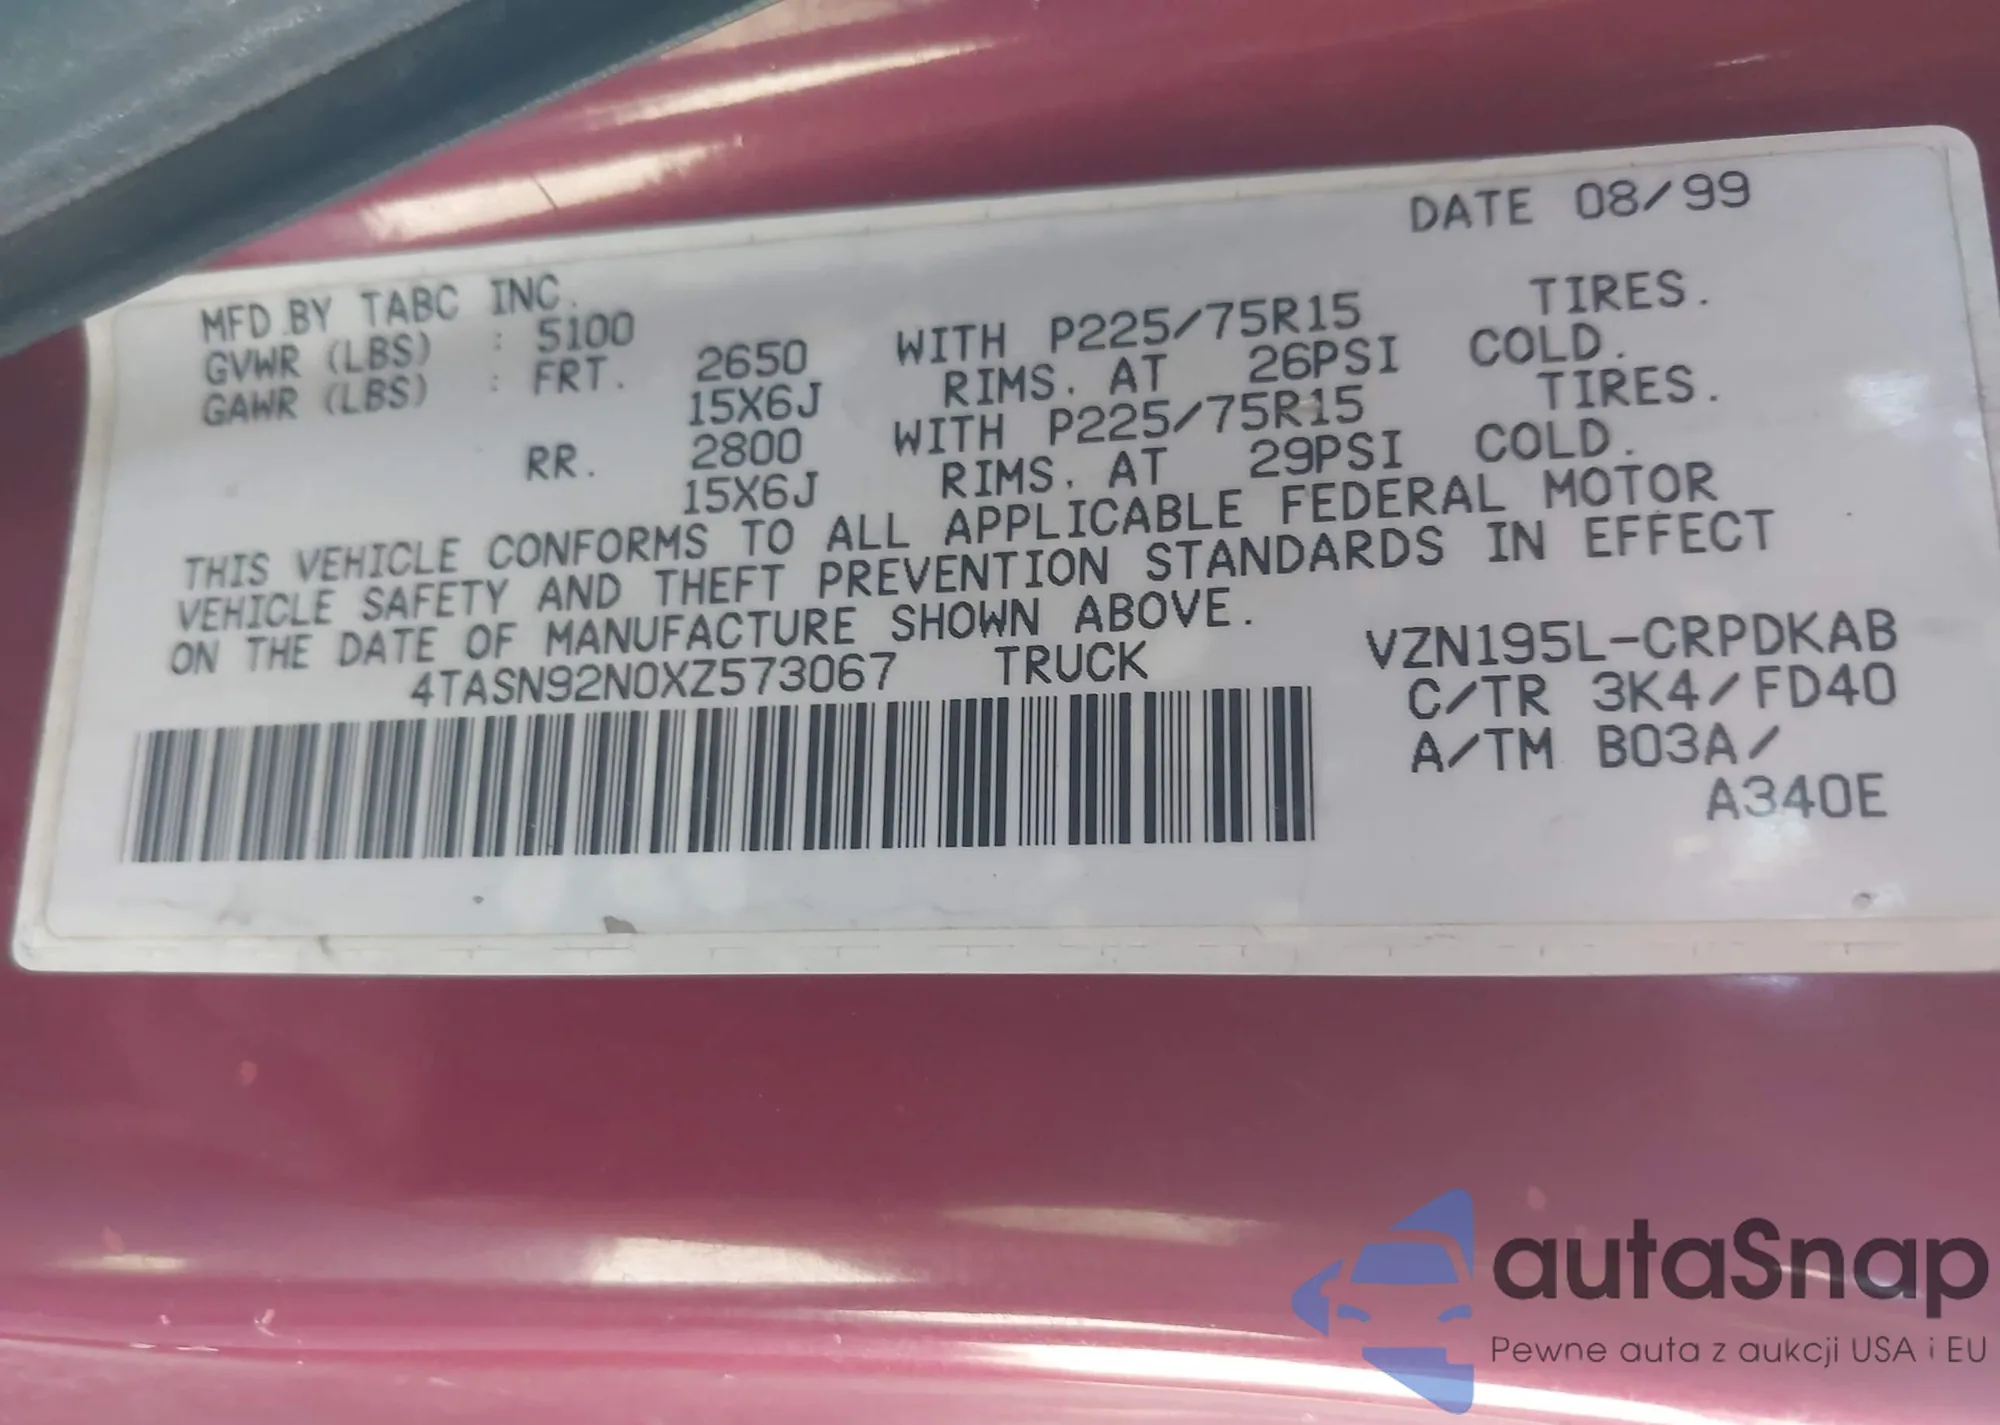 DATE 08/99
MFD.BY TABC INC.
GVWR (LBS) : 5100
GAWR (LBS) : FRT. 2650 WITH P225/75R15 TIRES.
15X6J RIMS. AT 26PSI COLD.
RR. 2800 WITH P225/75R15 TIRES.
15X6J RIMS. AT 29PSI COLD.
THIS VEHICLE CONFORMS TO ALL APPLICABLE FEDERAL MOTOR
VEHICLE SAFETY AND THEFT PREVENTION STANDARDS IN EFFECT
ON THE DATE OF MANUFACTURE SHOWN ABOVE.
4TASN92N0XZ573067 TRUCK
VZN195L-CRPDKAB
C/TR 3K4/FD40
A/TM B03A/
A340E
autaSnap
Pewne auta z aukcji USA i EU